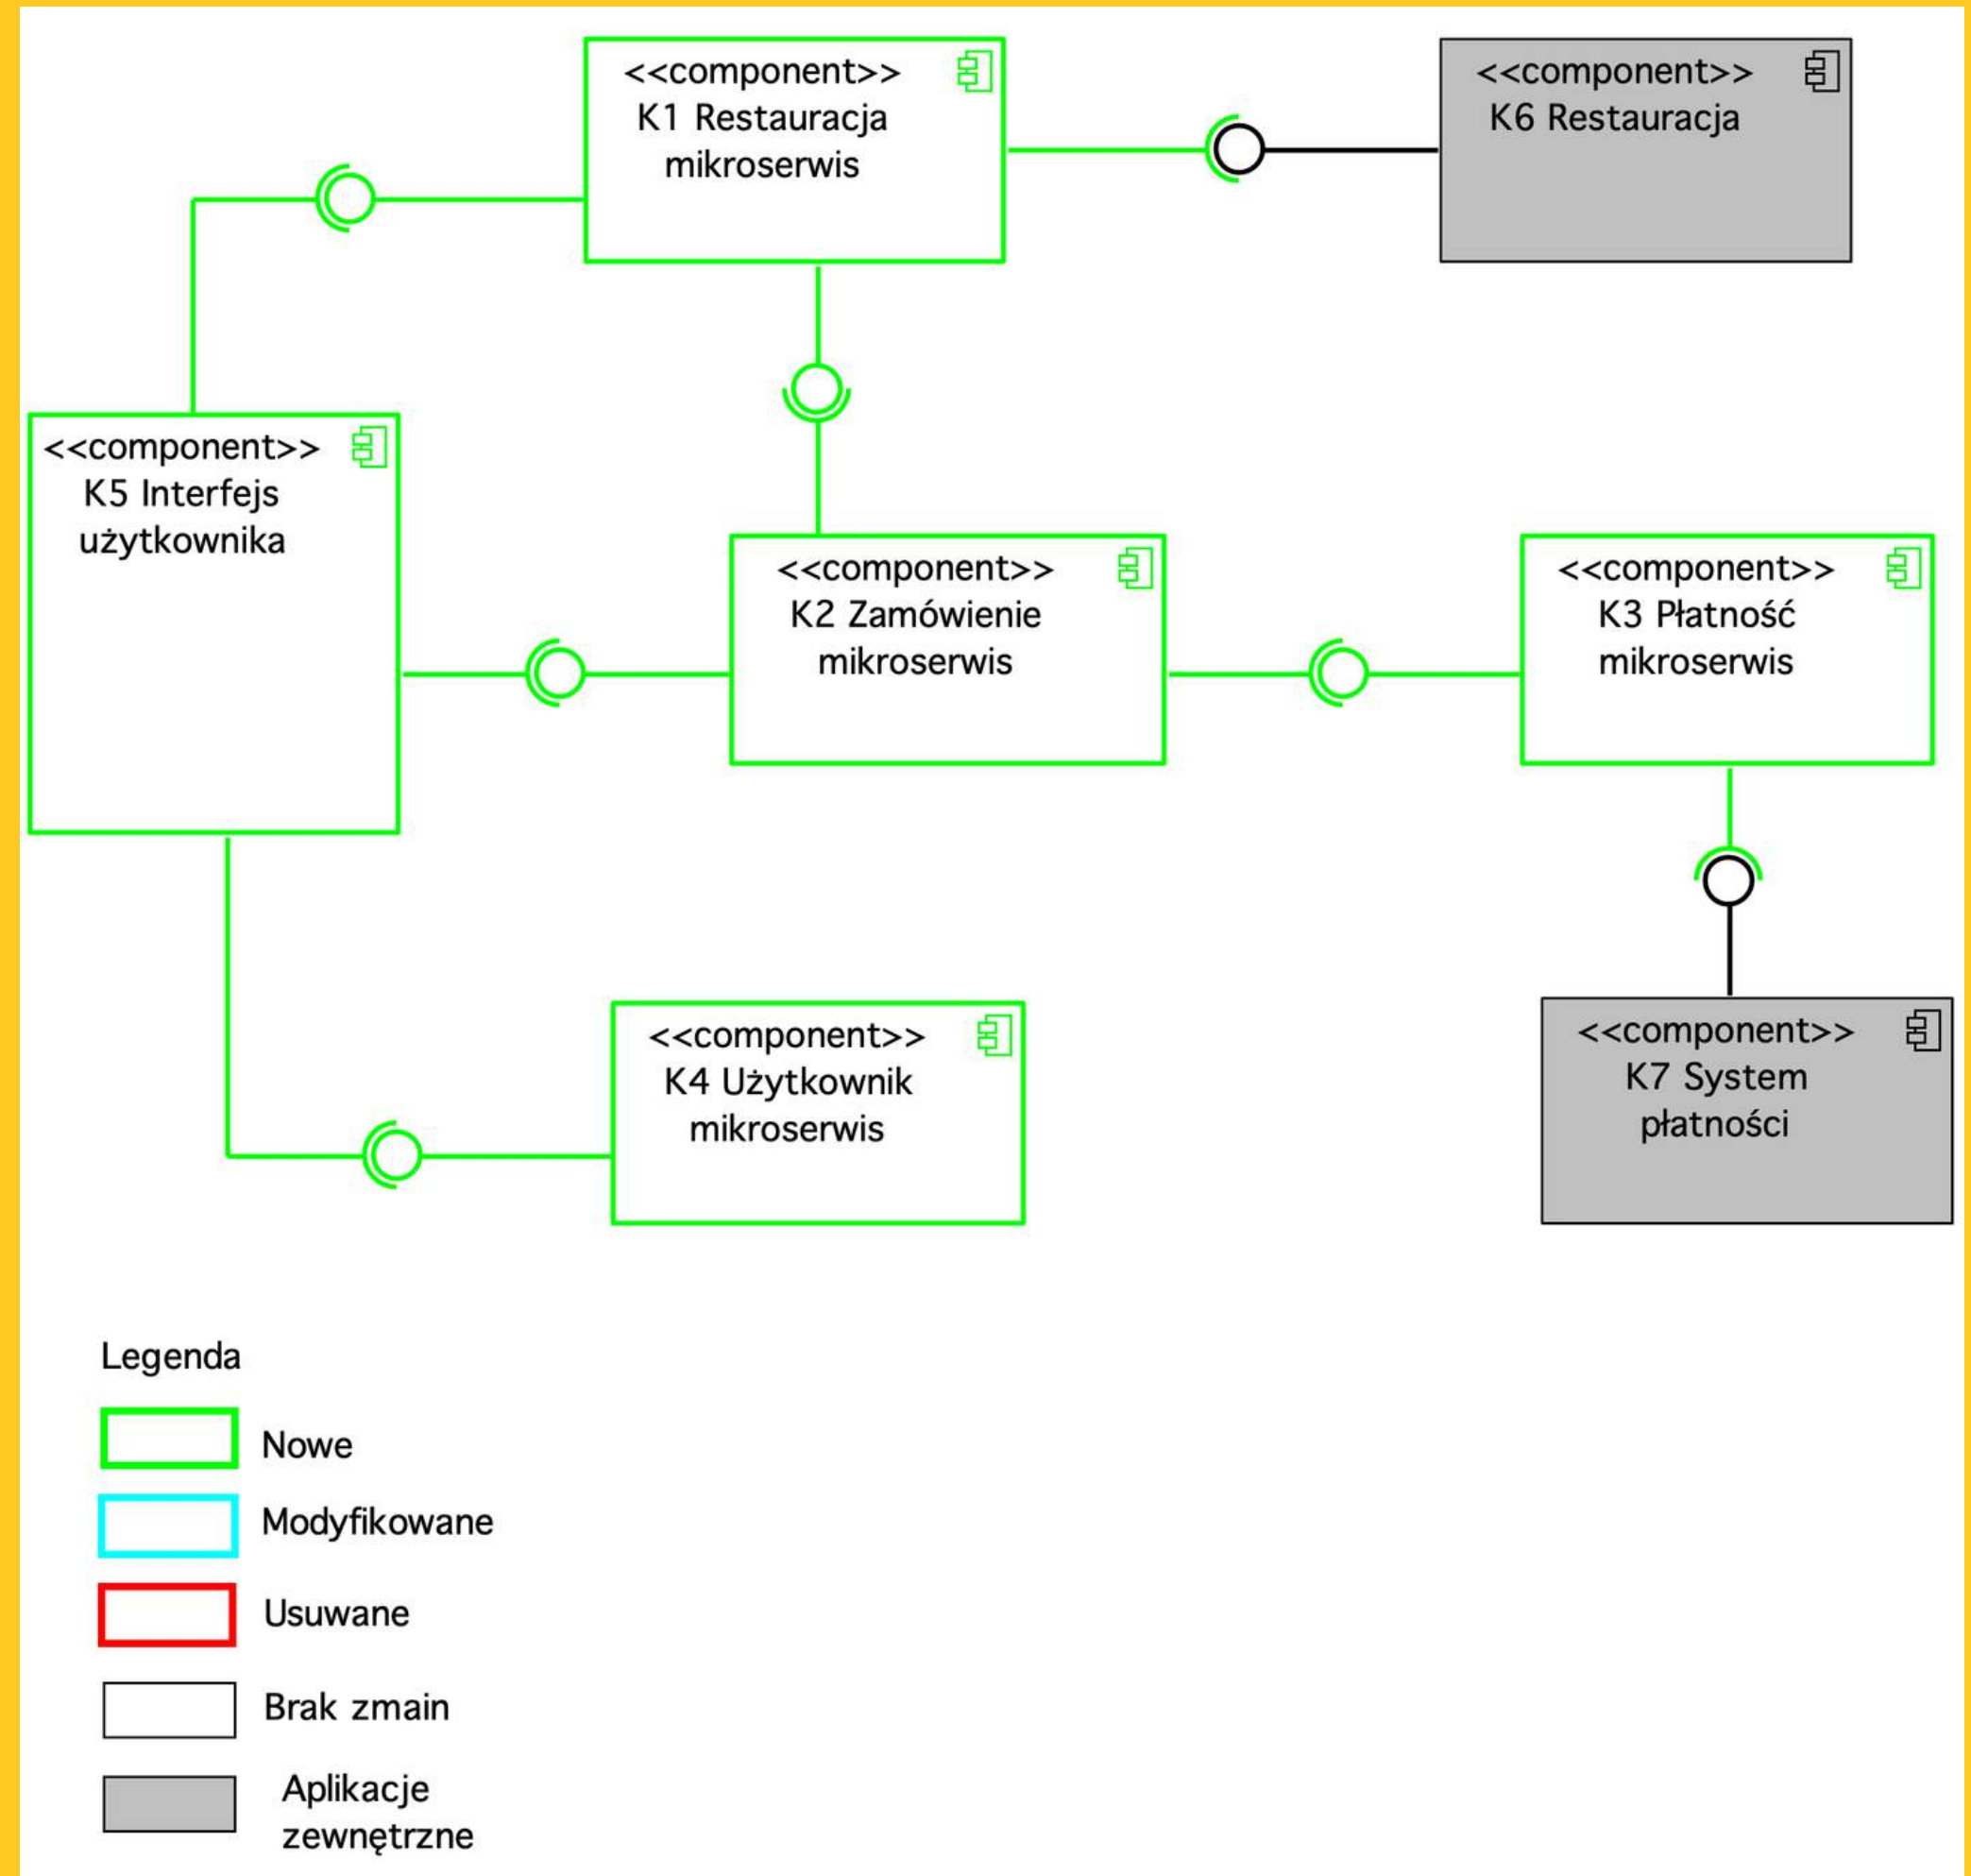 <<component>>
K1 Restauracja
mikroserwis
<<component>>
K6 Restauracja
<<component>>
K5 Interfejs
użytkownika
<<component>>
K2 Zamówienie
mikroserwis
<<component>>
K3 Płatność
mikroserwis
<<component>>
K4 Użytkownik
mikroserwis
<<component>>
K7 System
płatności
Legenda
Nowe
Modyfikowane
Usuwane
Brak zmain
Aplikacje
zewnętrzne